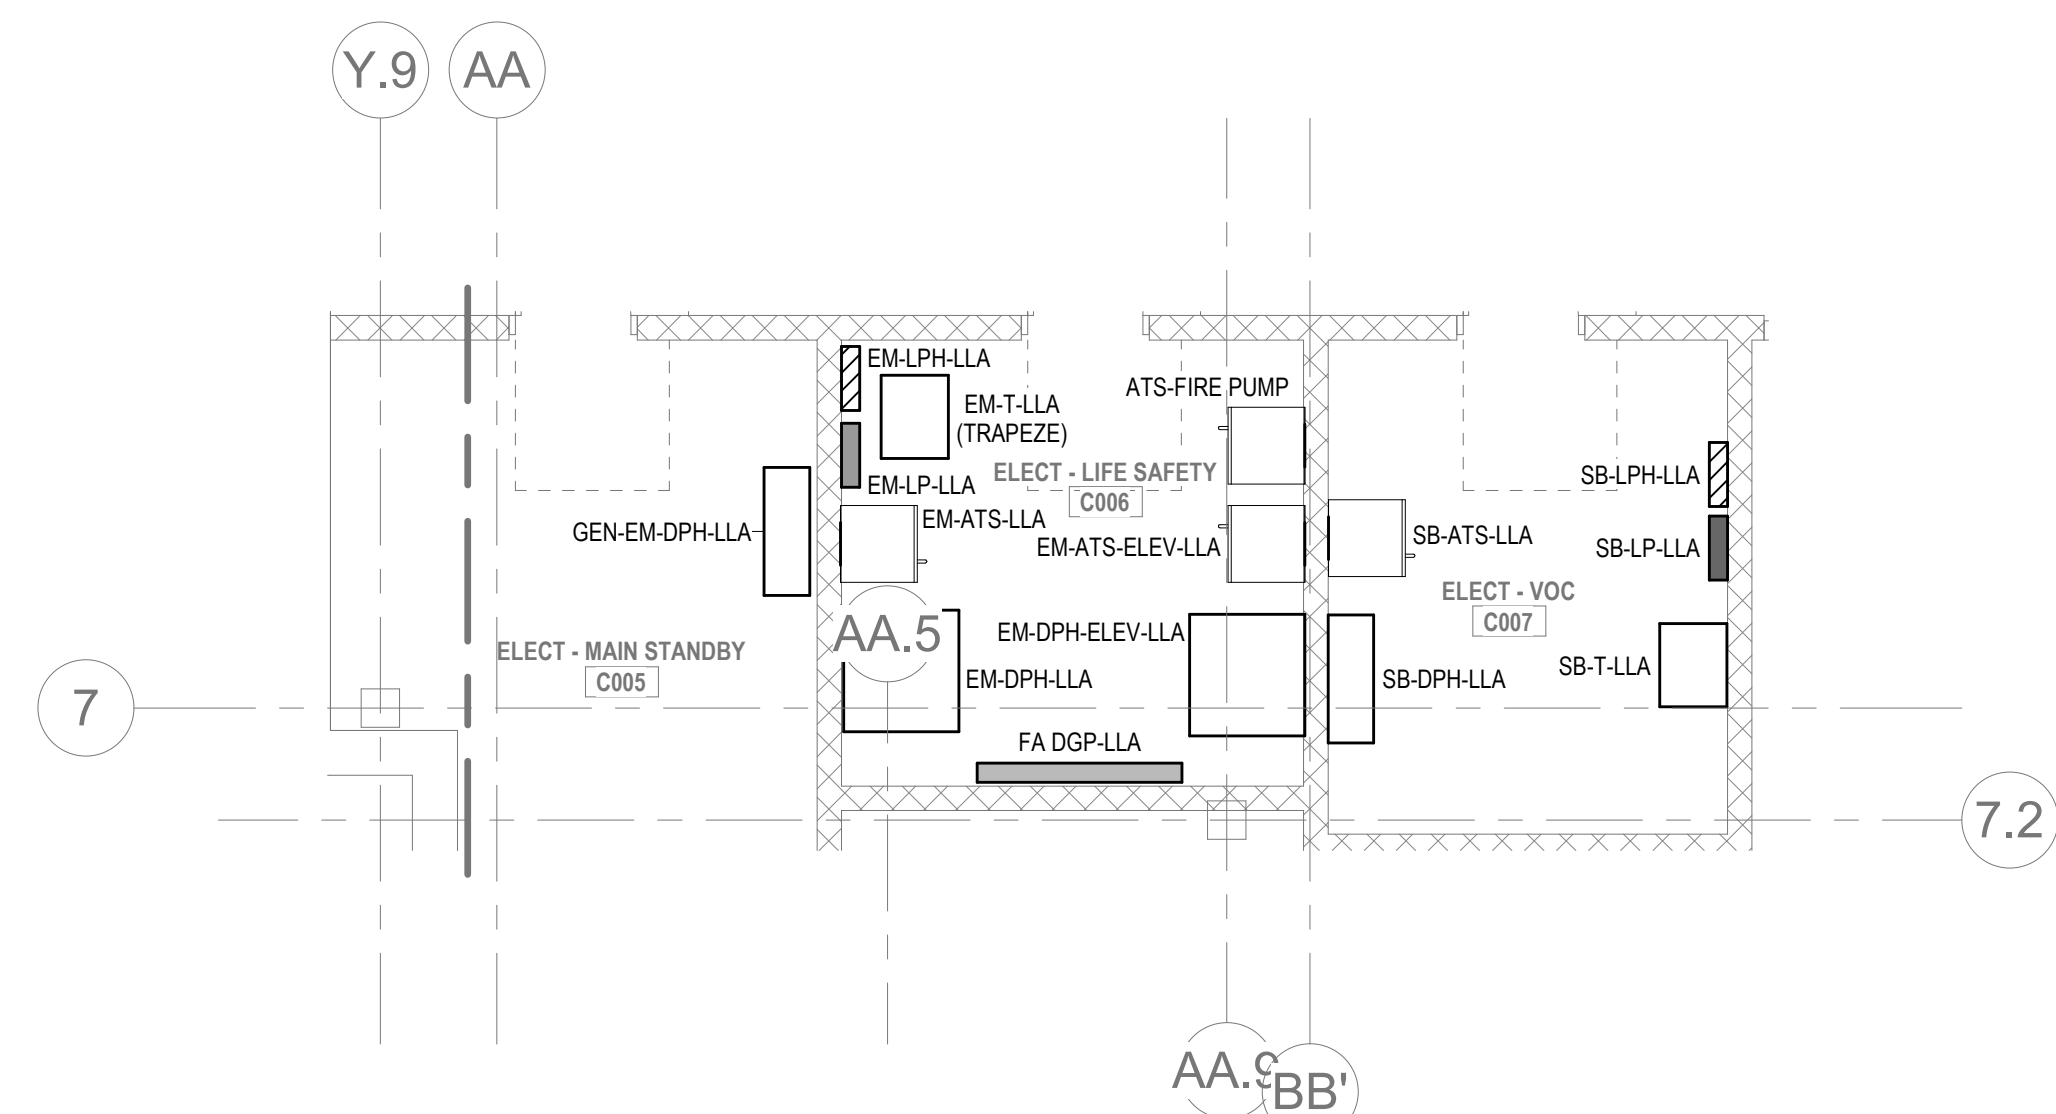 Y.9
AA
EM-LPH-LLA
EM-T-LLA
(TRAPEZE)
ATS-FIRE PUMP
ELECT - LIFE SAFETY
C006
EM-LP-LLA
EM-ATS-LLA
GEN-EM-DPH-LLA
EM-ATS-ELEV-LLA
SB-LPH-LLA
SB-ATS-LLA
SB-LP-LLA
ELECT - VOC
C007
AA.5
EM-DPH-ELEV-LLA
ELECT - MAIN STANDBY
C005
EM-DPH-LLA
SB-DPH-LLA
SB-T-LLA
7
FA DGP-LLA
7.2
AA.9
BB'